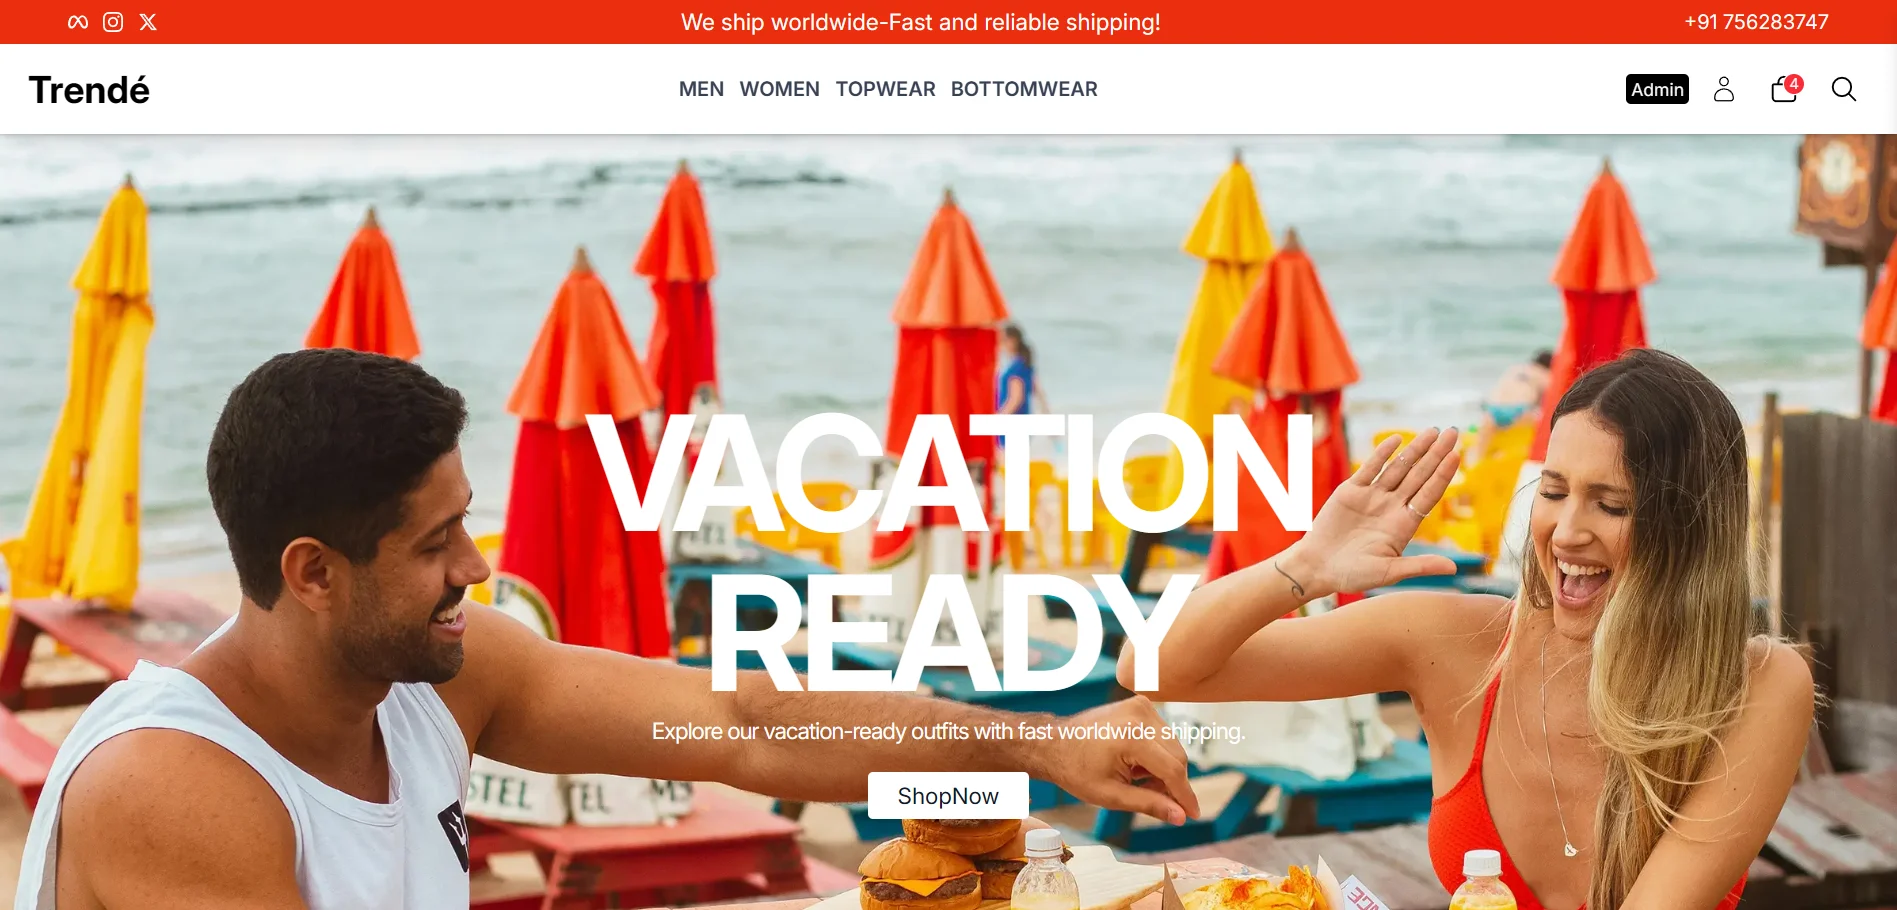 We ship worldwide-Fast and reliable shipping!
+91 756283747
Trendé
MEN WOMEN TOPWEAR BOTTOMWEAR
Admin
4
VACATION
READY
Explore our vacation-ready outfits with fast worldwide shipping.
ShopNow